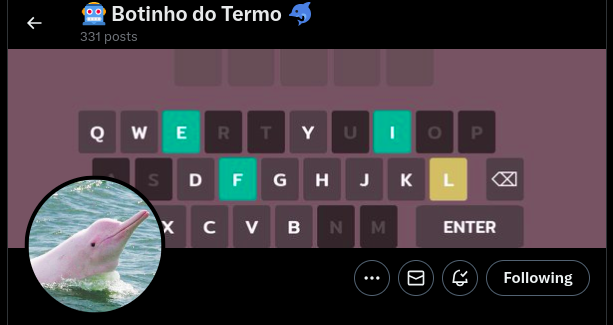 🤖 Botinho do Termo 🐬
331 posts
Q W E R T Y U I O P
S D F G H J K L ⌫
X C V B N M ENTER
Following